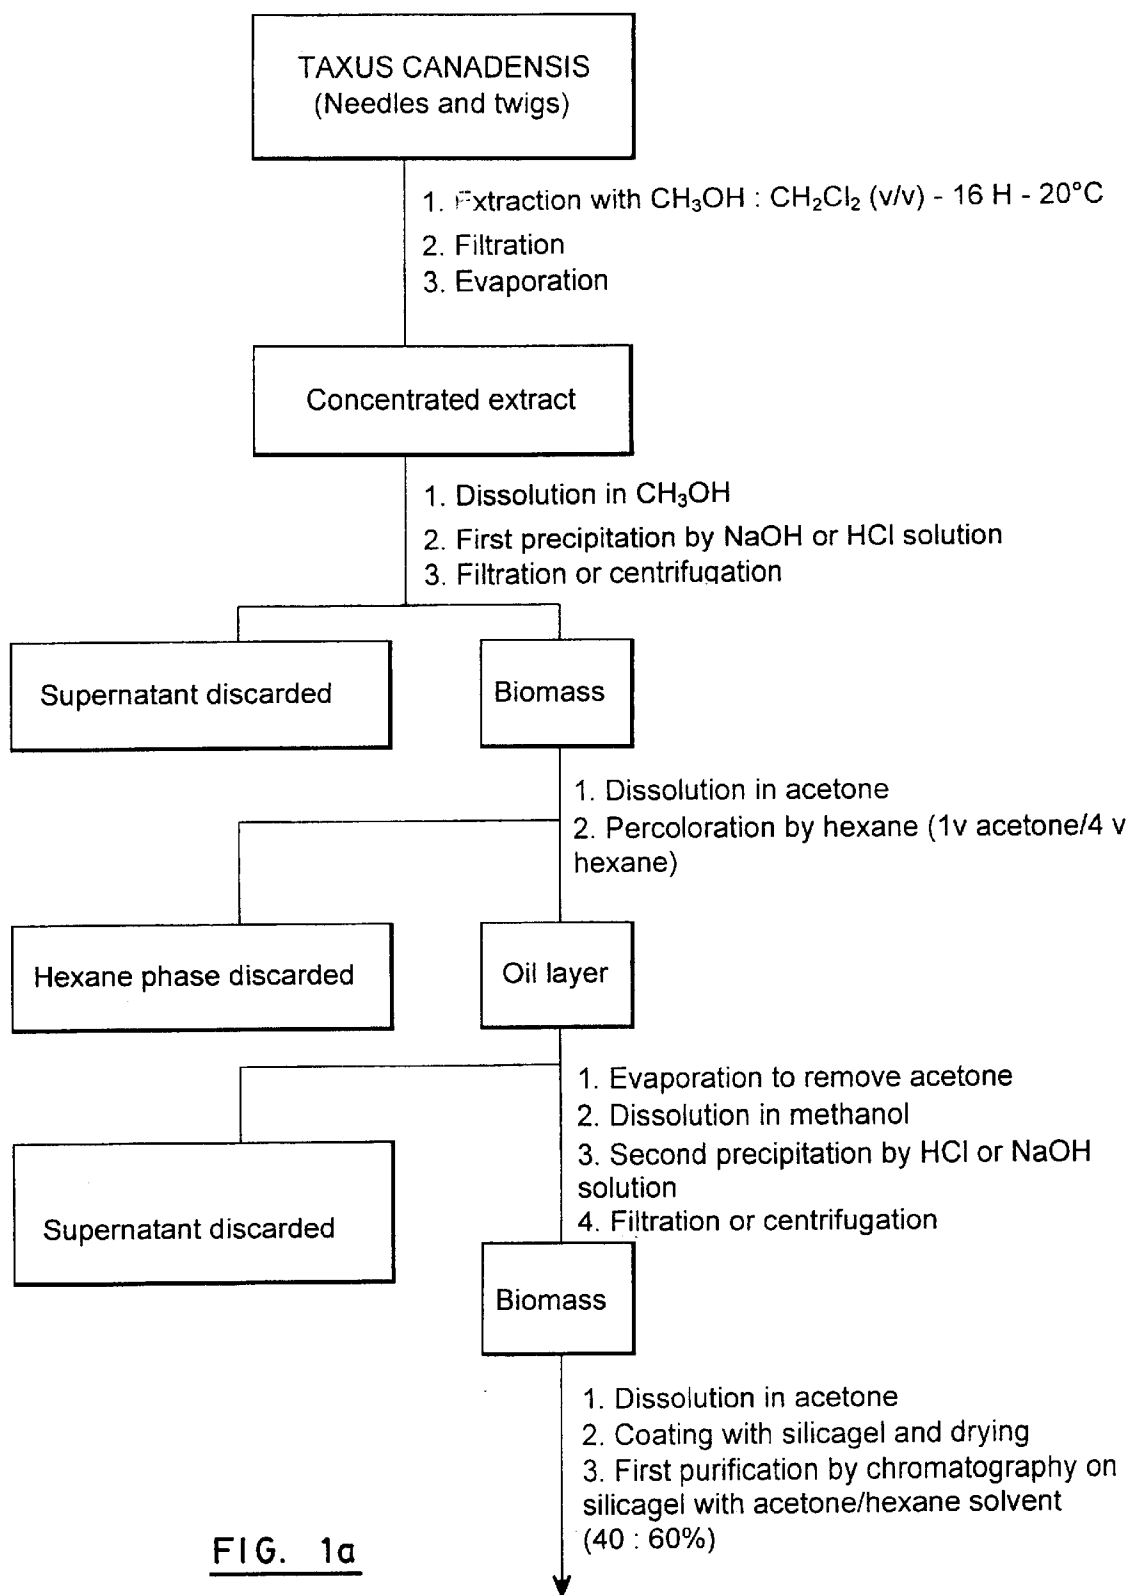 TAXUS CANADENSIS
(Needles and twigs)
1. Extraction with CH₃OH : CH₂Cl₂ (v/v) - 16 H - 20°C
2. Filtration
3. Evaporation
Concentrated extract
1. Dissolution in CH₃OH
2. First precipitation by NaOH or HCl solution
3. Filtration or centrifugation
Supernatant discarded
Biomass
1. Dissolution in acetone
2. Percoloration by hexane (1v acetone/4 v
hexane)
Hexane phase discarded
Oil layer
1. Evaporation to remove acetone
2. Dissolution in methanol
3. Second precipitation by HCl or NaOH
solution
4. Filtration or centrifugation
Supernatant discarded
Biomass
1. Dissolution in acetone
2. Coating with silicagel and drying
3. First purification by chromatography on
silicagel with acetone/hexane solvent
(40 : 60%)
FIG. 1a